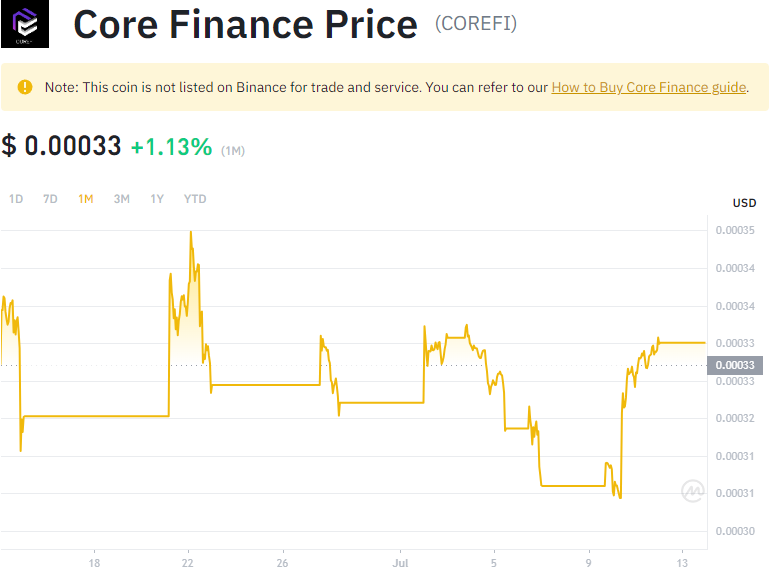 Core Finance Price (COREFI)
Note: This coin is not listed on Binance for trade and service. You can refer to our How to Buy Core Finance guide.
$ 0.00033 +1.13% (1M)
1D 7D 1M 3M 1Y YTD
USD
0.00035
0.00034
0.00034
0.00033
0.00033
0.00033
0.00032
0.00031
0.00031
0.00030
18 22 26 Jul 5 9 13